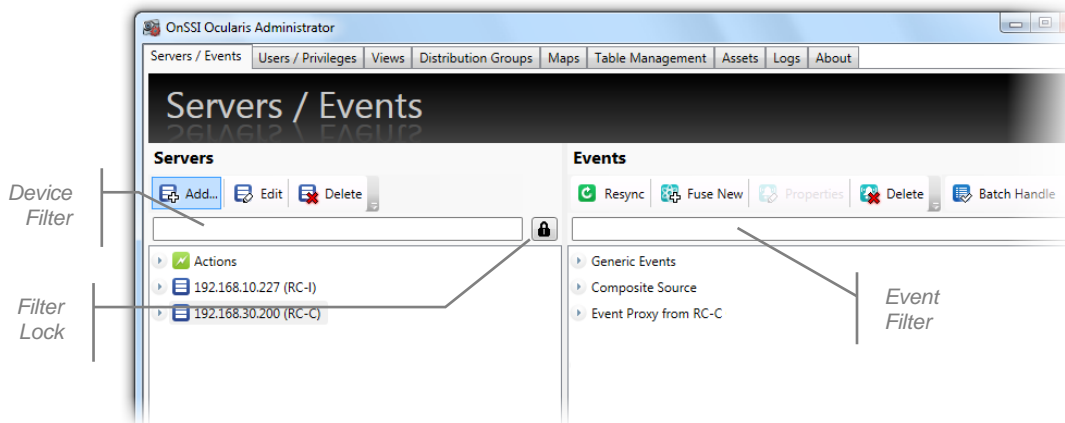 OnSSI Ocularis Administrator
Servers / Events Users / Privileges Views Distribution Groups Maps Table Management Assets Logs About
Servers / Events
Servers
Events
Add... Edit Delete
Resync Fuse New Properties Delete Batch Handle
Device
Filter
Actions
192.168.10.227 (RC-I)
192.168.30.200 (RC-C)
Generic Events
Composite Source
Event Proxy from RC-C
Filter
Lock
Event
Filter